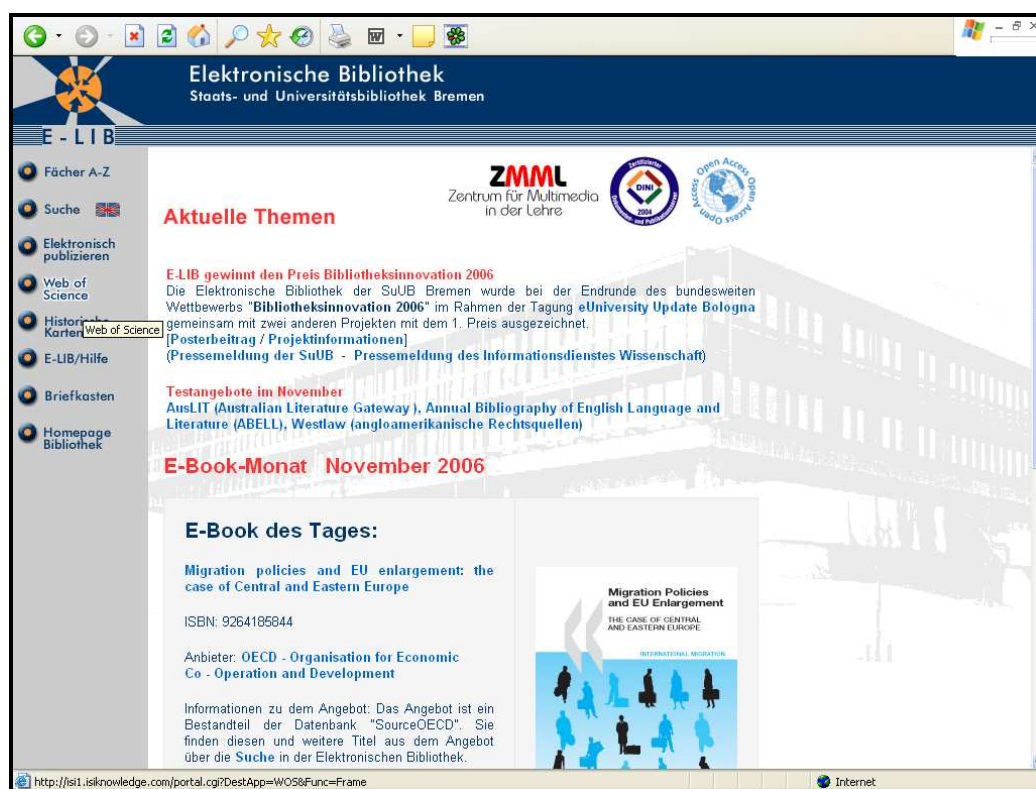 Elektronische Bibliothek
Staats- und Universitätsbibliothek Bremen
E-LIB
Fächer A-Z
Suche
Elektronisch
publizieren
Web of
Science
Historische
Karten
Web of Science
E-LIB/Hilfe
Briefkasten
Homepage
Bibliothek
ZMML
Zentrum für Multimedia
in der Lehre
DINI
2004
Open Access Open Access Open Access
Aktuelle Themen
E-LIB gewinnt den Preis Bibliotheksinnovation 2006
Die Elektronische Bibliothek der SuUB Bremen wurde bei der Endrunde des bundesweiten
Wettbewerbs "Bibliotheksinnovation 2006" im Rahmen der Tagung eUniversity Update Bologna
gemeinsam mit zwei anderen Projekten mit dem 1. Preis ausgezeichnet.
[Posterbeitrag / Projektinformationen]
(Pressemeldung der SuUB - Pressemeldung des Informationsdienstes Wissenschaft)
Testangebote im November
AusLIT (Australian Literature Gateway ), Annual Bibliography of English Language and
Literature (ABELL), Westlaw (angloamerikanische Rechtsquellen)
E-Book-Monat November 2006
E-Book des Tages:
Migration policies and EU enlargement: the
case of Central and Eastern Europe
ISBN: 9264185844
Anbieter: OECD - Organisation for Economic
Co - Operation and Development
Informationen zu dem Angebot: Das Angebot ist ein
Bestandteil der Datenbank "SourceOECD". Sie
finden diesen und weitere Titel aus dem Angebot
über die Suche in der Elektronischen Bibliothek.
Migration Policies
and EU Enlargement
THE CASE OF CENTRAL
AND EASTERN EUROPE
INTERNATIONAL MIGRATION
http://isi1.isiknowledge.com/portal.cgi?DestApp=WOS&Func=Frame
Internet